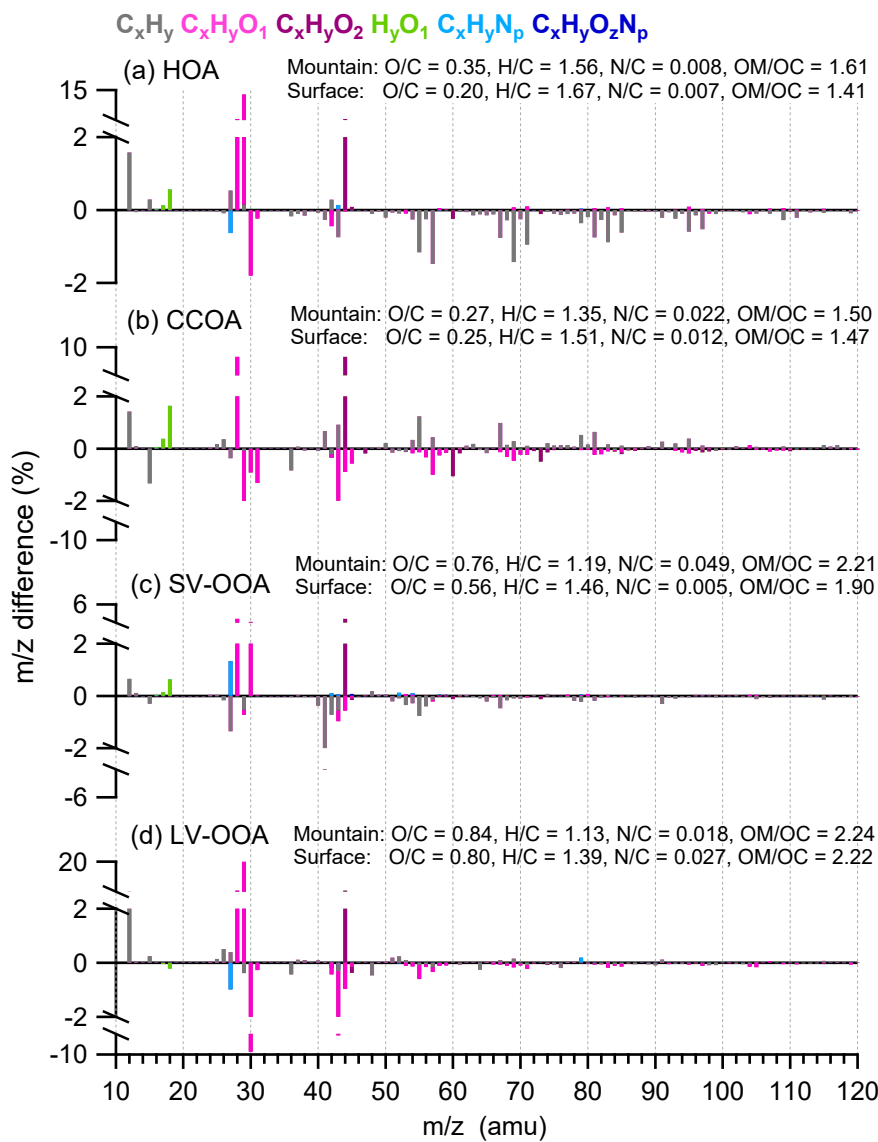 CxHy CxHyO1 CxHyO2 HyO1 CxHyNp CxHyOzNp
(a) HOA
Mountain: O/C = 0.35, H/C = 1.56, N/C = 0.008, OM/OC = 1.61
Surface: O/C = 0.20, H/C = 1.67, N/C = 0.007, OM/OC = 1.41
15
2
0
-2
(b) CCOA
Mountain: O/C = 0.27, H/C = 1.35, N/C = 0.022, OM/OC = 1.50
Surface: O/C = 0.25, H/C = 1.51, N/C = 0.012, OM/OC = 1.47
10
2
0
-2
-10
m/z difference (%)
(c) SV-OOA
Mountain: O/C = 0.76, H/C = 1.19, N/C = 0.049, OM/OC = 2.21
Surface: O/C = 0.56, H/C = 1.46, N/C = 0.005, OM/OC = 1.90
6
2
0
-2
-6
(d) LV-OOA
Mountain: O/C = 0.84, H/C = 1.13, N/C = 0.018, OM/OC = 2.24
Surface: O/C = 0.80, H/C = 1.39, N/C = 0.027, OM/OC = 2.22
20
2
0
-2
-10
10 20 30 40 50 60 70 80 90 100 110 120
m/z (amu)